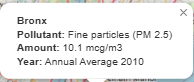 Bronx
Pollutant: Fine particles (PM 2.5)
Amount: 10.1 mcg/m3
Year: Annual Average 2010